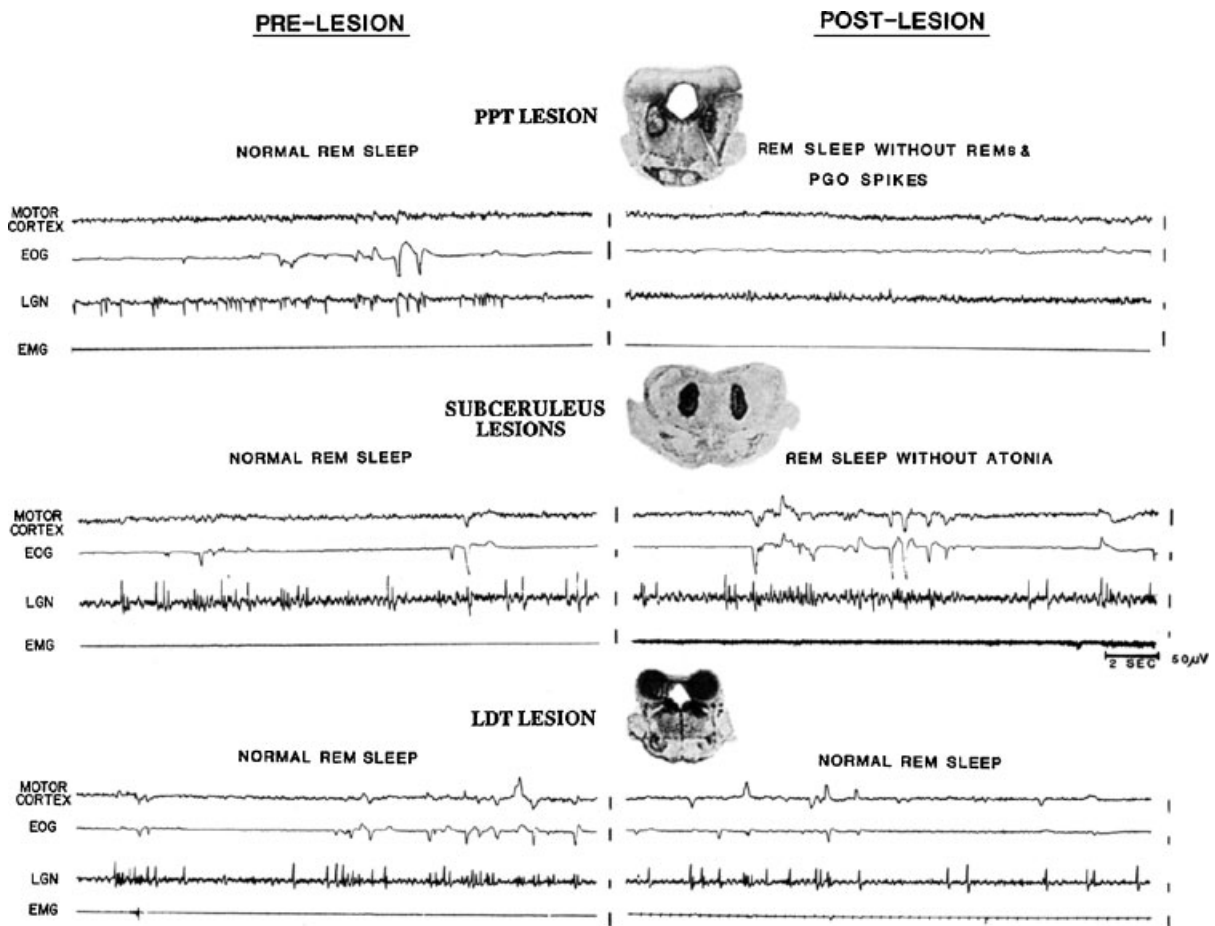 PRE-LESION
POST-LESION
PPT LESION
NORMAL REM SLEEP
REM SLEEP WITHOUT REMs &
PGO SPIKES
MOTOR
CORTEX
EOG
LGN
EMG
SUBCERULEUS
LESIONS
NORMAL REM SLEEP
REM SLEEP WITHOUT ATONIA
MOTOR
CORTEX
EOG
LGN
EMG
2 SEC
50µV
LDT LESION
NORMAL REM SLEEP
NORMAL REM SLEEP
MOTOR
CORTEX
EOG
LGN
EMG